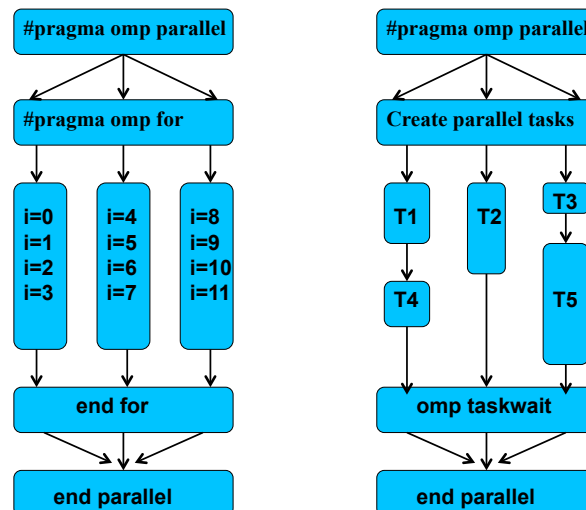 #pragma omp parallel
#pragma omp for
i=0
i=1
i=2
i=3
i=4
i=5
i=6
i=7
i=8
i=9
i=10
i=11
end for
end parallel
#pragma omp parallel
Create parallel tasks
T1
T2
T3
T4
T5
omp taskwait
end parallel